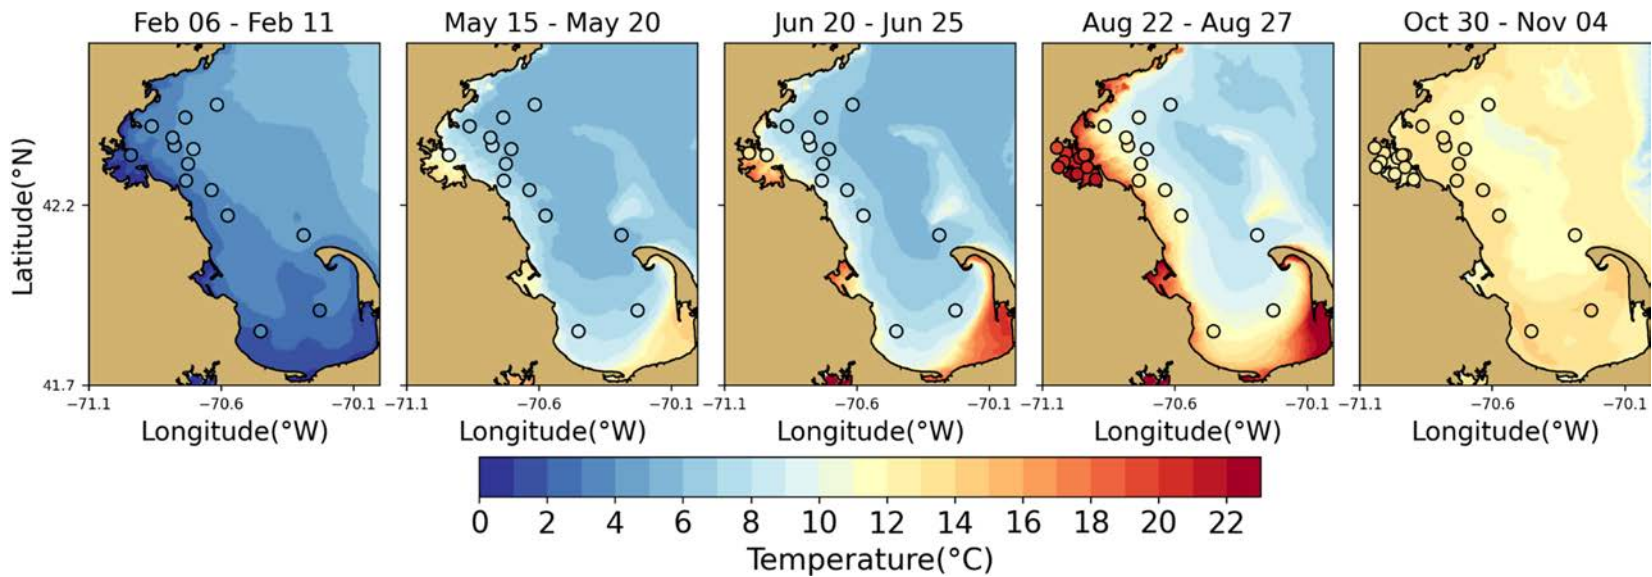 Feb 06 - Feb 11 May 15 - May 20 Jun 20 - Jun 25 Aug 22 - Aug 27 Oct 30 - Nov 04
Latitude(°N)
42.2
41.7
−71.1 −70.6 −70.1 −71.1 −70.6 −70.1 −71.1 −70.6 −70.1 −71.1 −70.6 −70.1 −71.1 −70.6 −70.1
Longitude(°W) Longitude(°W) Longitude(°W) Longitude(°W) Longitude(°W)
0 2 4 6 8 10 12 14 16 18 20 22
Temperature(°C)